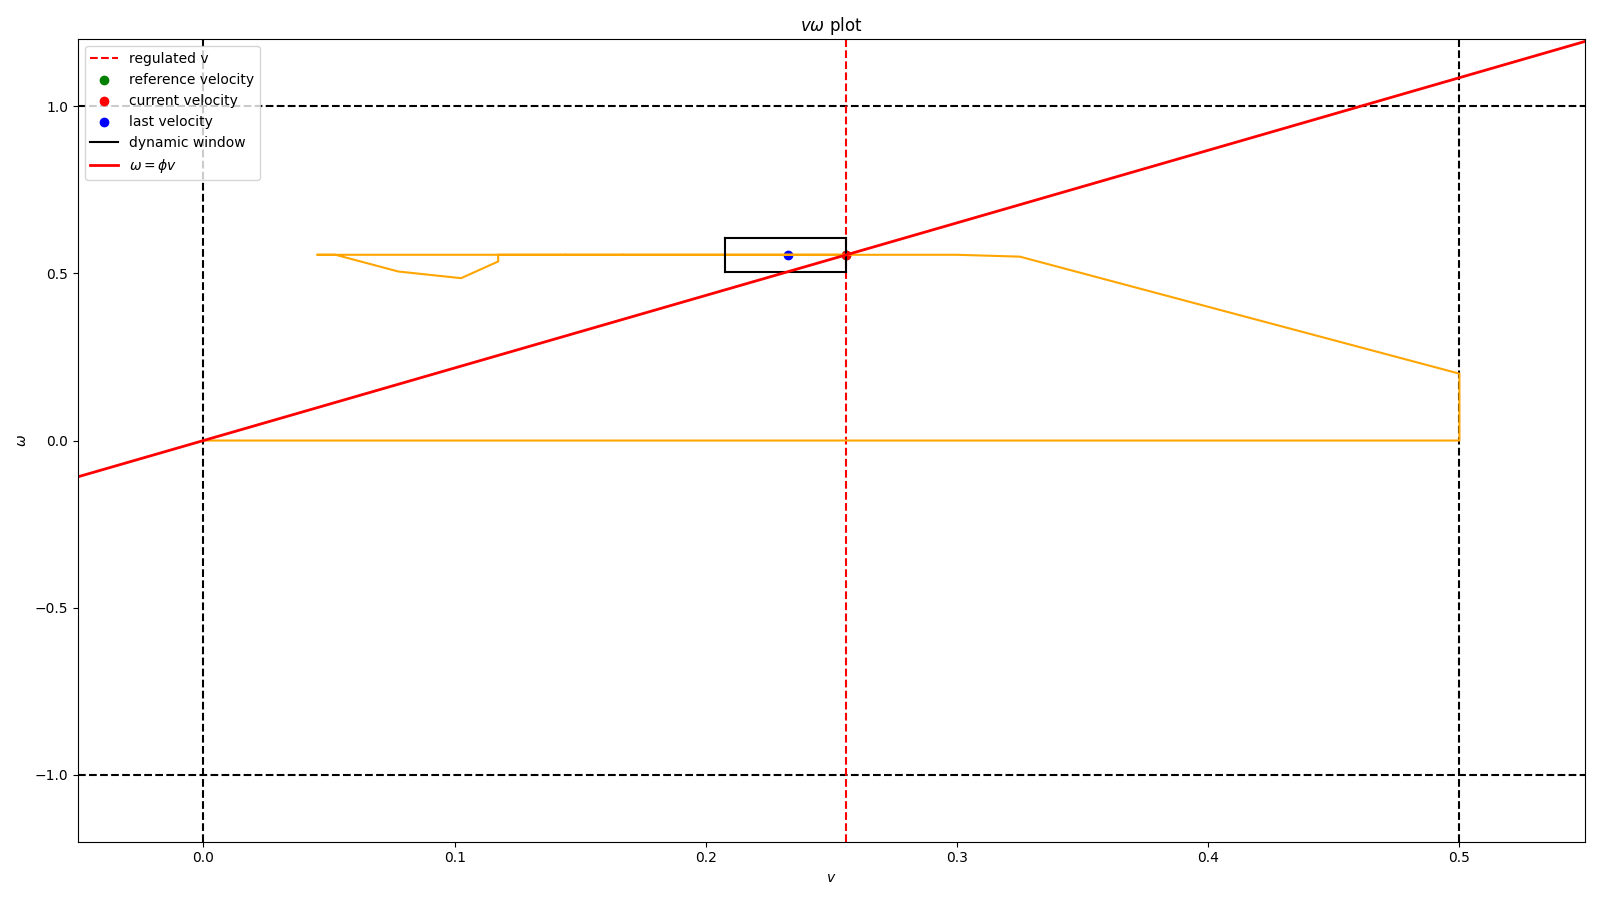 vω plot
regulated v
reference velocity
current velocity
last velocity
dynamic window
ω = ϕv
1.0
0.5
0.0
−0.5
−1.0
ω
0.0 0.1 0.2 0.3 0.4 0.5
v